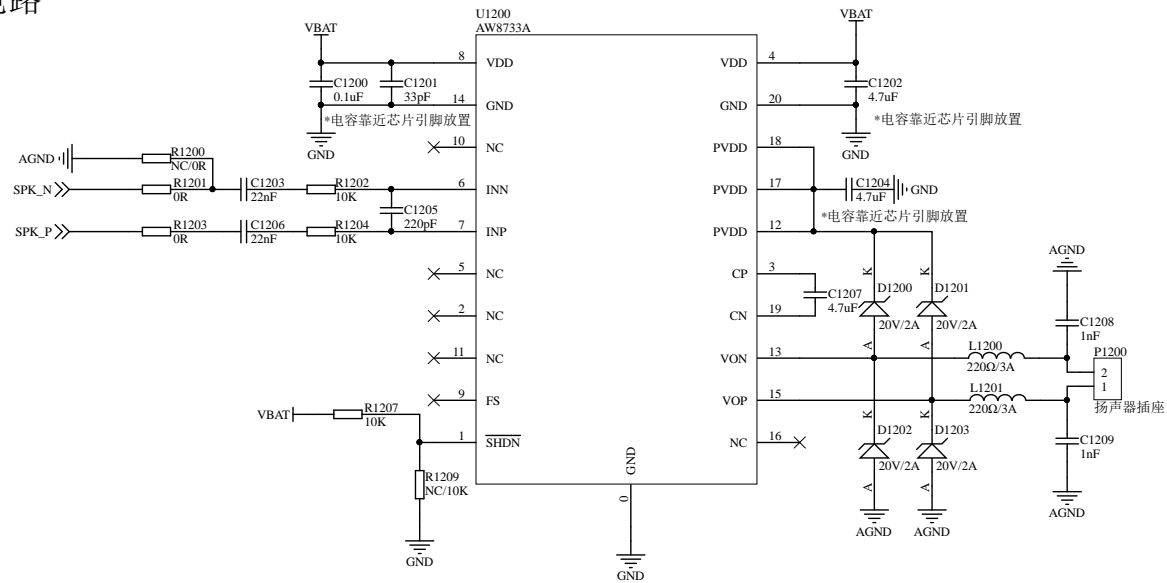 U1200
AW8733A
VBAT
VBAT
8
VDD
VDD
4
C1200
0.1uF
C1201
33pF
C1202
4.7uF
14
GND
GND
20
*电容靠近芯片引脚放置
*电容靠近芯片引脚放置
GND
GND
10
NC
PVDD
18
AGND
R1200
NC/0R
SPK_N
R1201
0R
C1203
22nF
R1202
10K
6
INN
PVDD
17
C1204
4.7uF
GND
*电容靠近芯片引脚放置
C1205
220pF
SPK_P
R1203
0R
C1206
22nF
R1204
10K
7
INP
PVDD
12
5
NC
CP
3
C1207
4.7uF
2
NC
CN
19
K
K
D1200
20V/2A
D1201
20V/2A
A
A
AGND
C1208
1nF
11
NC
VON
13
L1200
220Ω/3A
P1200
2
1
扬声器插座
9
FS
VOP
15
L1201
220Ω/3A
VBAT
R1207
10K
1
SHDN
NC
16
K
K
D1202
20V/2A
D1203
20V/2A
A
A
C1209
1nF
AGND
AGND
AGND
R1209
NC/10K
GND
GND
0
GND